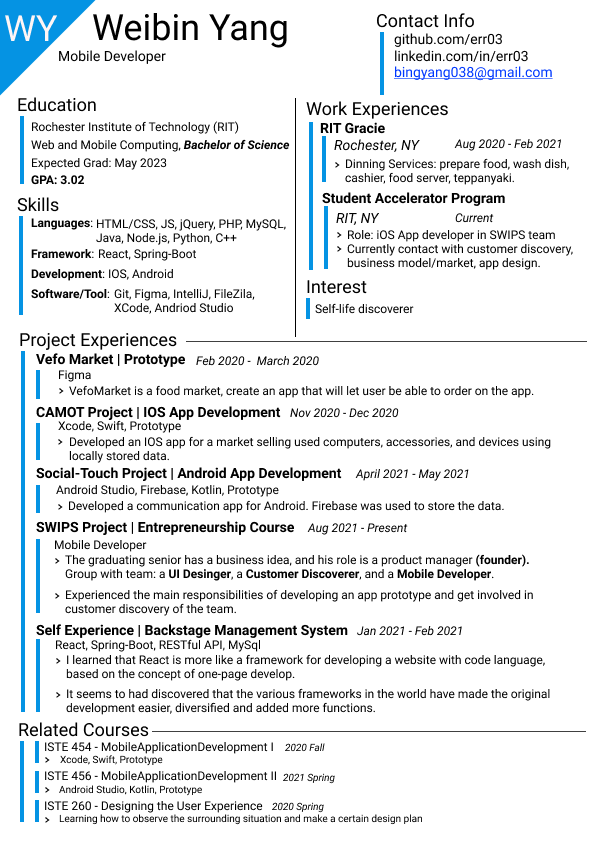 WY
Weibin Yang
Mobile Developer
Contact Info
github.com/err03
linkedin.com/in/err03
bingyang038@gmail.com
Education
Rochester Institute of Technology (RIT)
Web and Mobile Computing, Bachelor of Science
Expected Grad: May 2023
GPA: 3.02
Skills
Languages: HTML/CSS, JS, jQuery, PHP, MySQL,
Java, Node.js, Python, C++
Framework: React, Spring-Boot
Development: IOS, Android
Software/Tool: Git, Figma, IntelliJ, FileZila,
XCode, Andriod Studio
Work Experiences
RIT Gracie
Rochester, NY Aug 2020 - Feb 2021
> Dinning Services: prepare food, wash dish,
cashier, food server, teppanyaki.
Student Accelerator Program
RIT, NY Current
> Role: iOS App developer in SWIPS team
> Currently contact with customer discovery,
business model/market, app design.
Interest
Self-life discoverer
Project Experiences
Vefo Market | Prototype Feb 2020 - March 2020
Figma
> VefoMarket is a food market, create an app that will let user be able to order on the app.
CAMOT Project | IOS App Development Nov 2020 - Dec 2020
Xcode, Swift, Prototype
> Developed an IOS app for a market selling used computers, accessories, and devices using
locally stored data.
Social-Touch Project | Android App Development April 2021 - May 2021
Android Studio, Firebase, Kotlin, Prototype
> Developed a communication app for Android. Firebase was used to store the data.
SWIPS Project | Entrepreneurship Course Aug 2021 - Present
Mobile Developer
> The graduating senior has a business idea, and his role is a product manager (founder).
Group with team: a UI Desinger, a Customer Discoverer, and a Mobile Developer.
> Experienced the main responsibilities of developing an app prototype and get involved in
customer discovery of the team.
Self Experience | Backstage Management System Jan 2021 - Feb 2021
React, Spring-Boot, RESTful API, MySql
> I learned that React is more like a framework for developing a website with code language,
based on the concept of one-page develop.
> It seems to had discovered that the various frameworks in the world have made the original
development easier, diversified and added more functions.
Related Courses
ISTE 454 - MobileApplicationDevelopment I 2020 Fall
> Xcode, Swift, Prototype
ISTE 456 - MobileApplicationDevelopment II 2021 Spring
> Android Studio, Kotlin, Prototype
ISTE 260 - Designing the User Experience 2020 Spring
> Learning how to observe the surrounding situation and make a certain design plan